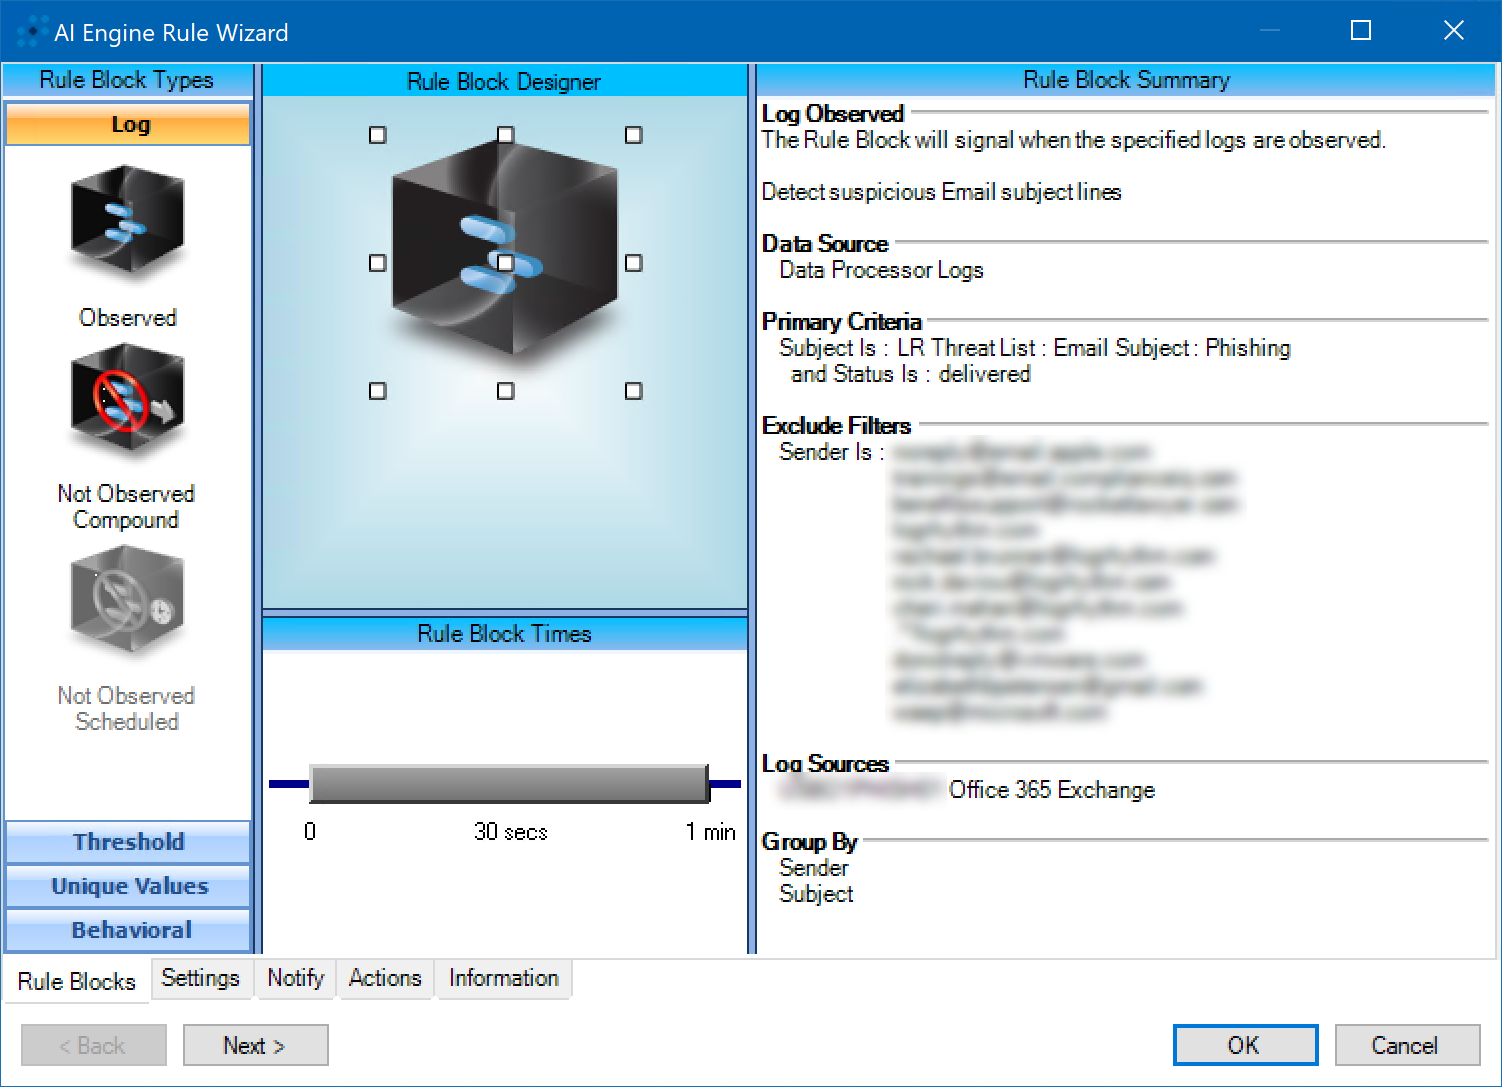 AI Engine Rule Wizard
Rule Block Types
Log
Observed
Not Observed
Compound
Not Observed
Scheduled
Threshold
Unique Values
Behavioral
Rule Block Designer
Rule Block Times
0
30 secs
1 min
Rule Block Summary
Log Observed
The Rule Block will signal when the specified logs are observed.
Detect suspicious Email subject lines
Data Source
Data Processor Logs
Primary Criteria
Subject Is : LR Threat List : Email Subject : Phishing
and Status Is : delivered
Exclude Filters
Sender Is :
Log Sources
Office 365 Exchange
Group By
Sender
Subject
Rule Blocks
Settings
Notify
Actions
Information
< Back
Next >
OK
Cancel